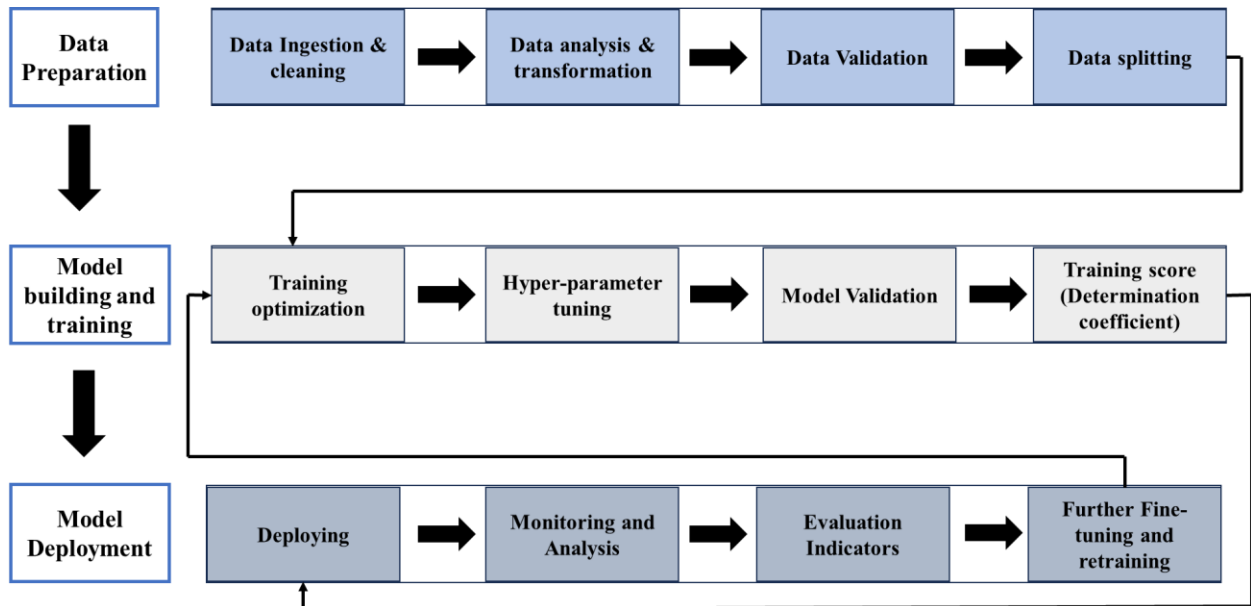 Data
Preparation
Data Ingestion &
cleaning
Data analysis &
transformation
Data Validation
Data splitting
Model
building and
training
Training
optimization
Hyper-parameter
tuning
Model Validation
Training score
(Determination
coefficient)
Model
Deployment
Deploying
Monitoring and
Analysis
Evaluation
Indicators
Further Fine-
tuning and
retraining